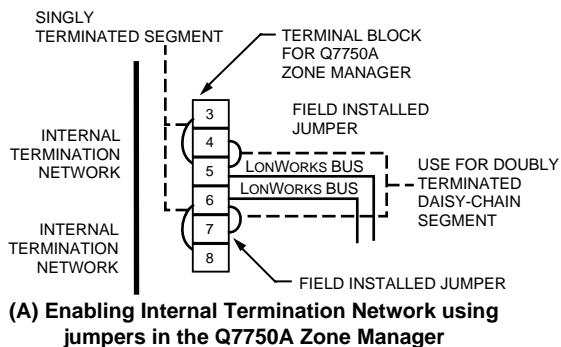 SINGLY
TERMINATED SEGMENT
TERMINAL BLOCK
FOR Q7750A
ZONE MANAGER
3
FIELD INSTALLED
JUMPER
4
INTERNAL
TERMINATION
NETWORK
5
LONWORKS BUS
LONWORKS BUS
6
USE FOR DOUBLY
TERMINATED
DAISY-CHAIN
SEGMENT
7
INTERNAL
TERMINATION
NETWORK
8
FIELD INSTALLED JUMPER
(A) Enabling Internal Termination Network using
jumpers in the Q7750A Zone Manager